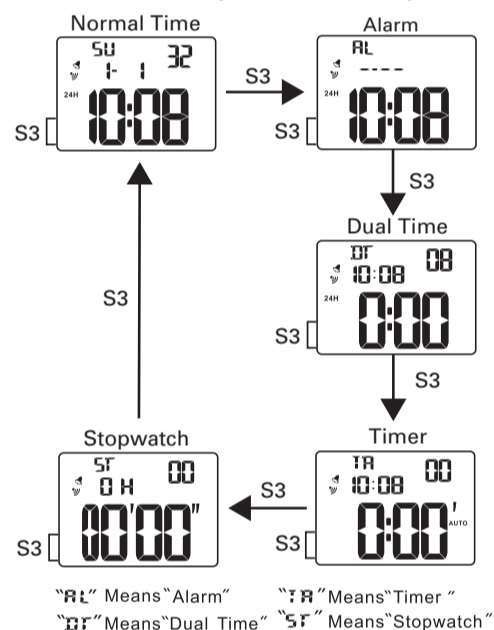 Normal Time
SU 32
1- 1
24H
10:08
S3
S3
Alarm
AL
----
24H
10:08
S3
S3
Dual Time
DT 08
10:08
24H
0:00
S3
S3
Timer
TR 00
10:08
0:00'
AUTO
S3
S3
Stopwatch
ST 00
0 H
00'00"
S3
S3
"AL" Means "Alarm" "TR" Means "Timer "
"DT" Means "Dual Time" "ST" Means "Stopwatch"